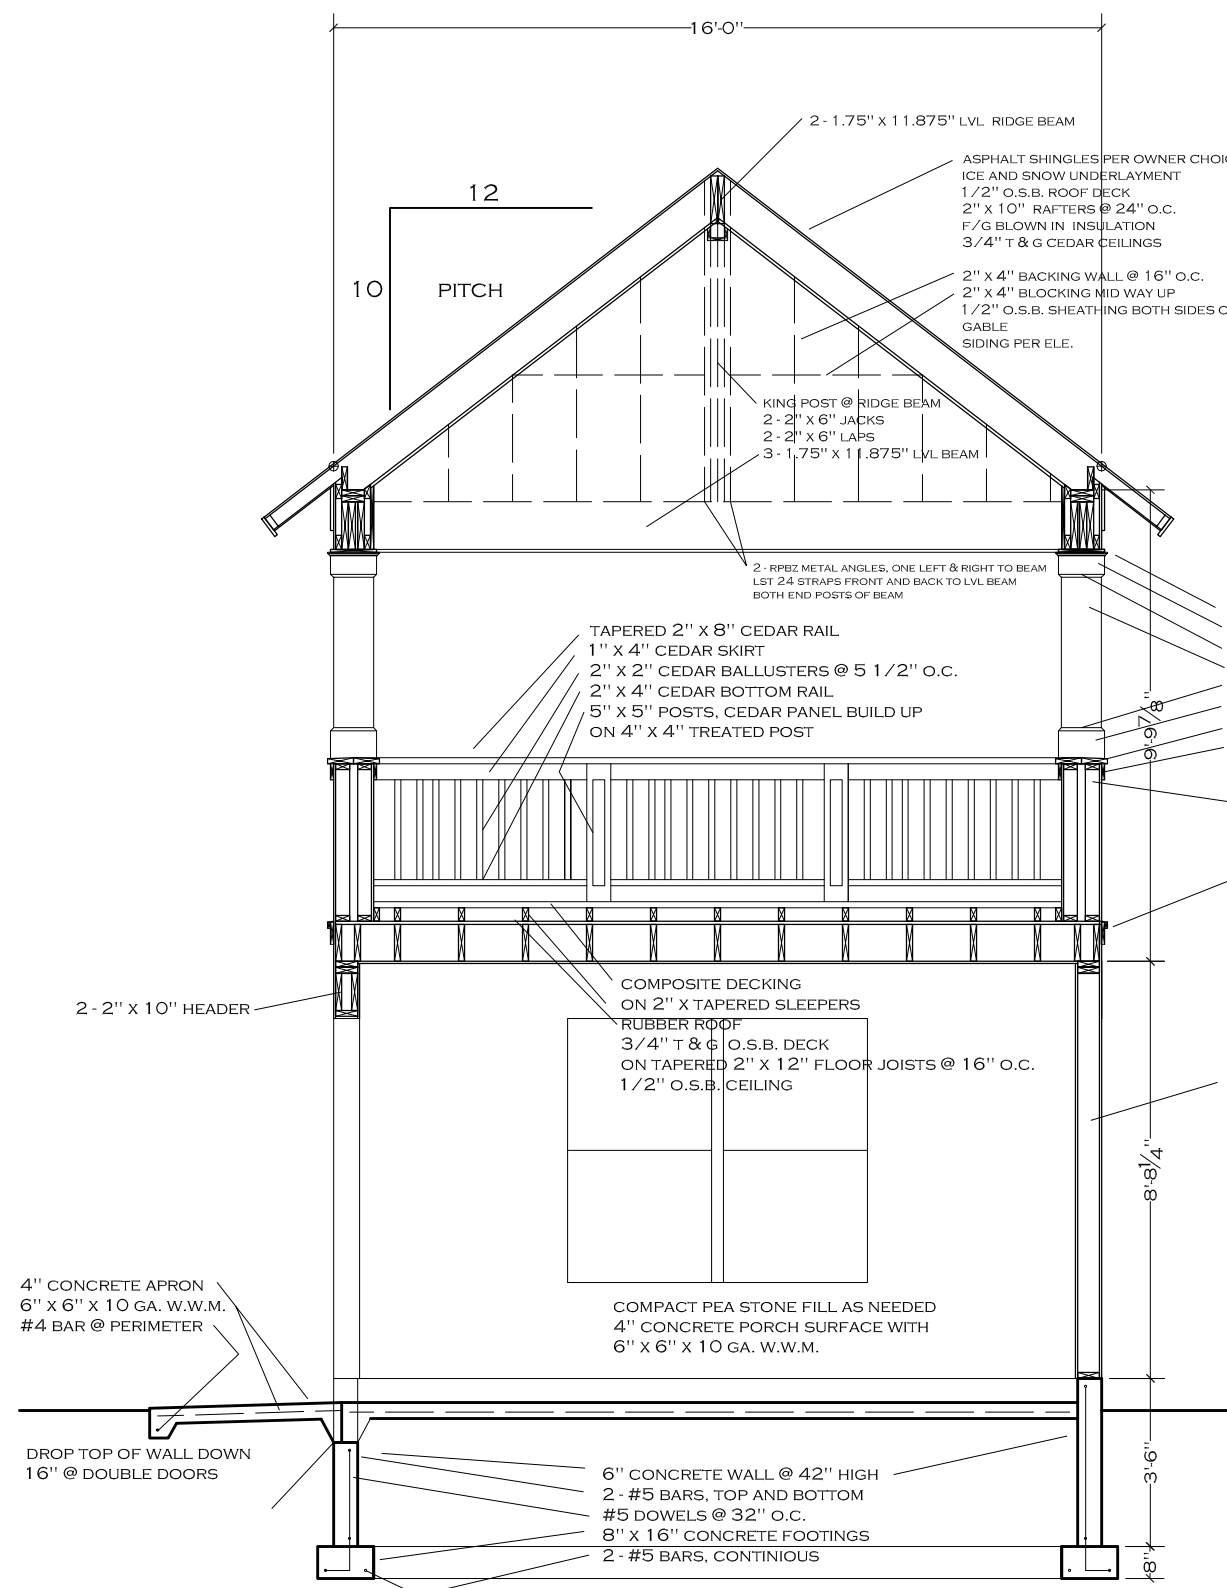 16'-0"
2 - 1.75" X 11.875" LVL RIDGE BEAM
ASPHALT SHINGLES PER OWNER
ICE AND SNOW UNDERLAYMENT
1/2" O.S.B. ROOF DECK
2" X 10" RAFTERS @ 24" O.C.
F/G BLOWN IN INSULATION
3/4" T & G CEDAR CEILINGS
12
10
PITCH
2" X 4" BACKING WALL @ 16" O.C.
2" X 4" BLOCKING MID WAY UP
1/2" O.S.B. SHEATHING BOTH SIDES
GABLE
SIDING PER ELE.
KING POST @ RIDGE BEAM
2 - 2" X 6" JACKS
2 - 2" X 6" LAPS
3 - 1.75" X 11.875" LVL BEAM
2 - RPBZ METAL ANGLES, ONE LEFT & RIGHT TO BEAM
LST 24 STRAPS FRONT AND BACK TO LVL BEAM
BOTH END POSTS OF BEAM
TAPERED 2" X 8" CEDAR RAIL
1" X 4" CEDAR SKIRT
2" X 2" CEDAR BALLUSTERS @ 5 1/2" O.C.
2" X 4" CEDAR BOTTOM RAIL
5" X 5" POSTS, CEDAR PANEL BUILD UP
ON 4" X 4" TREATED POST
9'-9 7/8"
2 - 2" X 10" HEADER
COMPOSITE DECKING
ON 2" X TAPERED SLEEPERS
RUBBER ROOF
3/4" T & G O.S.B. DECK
ON TAPERED 2" X 12" FLOOR JOISTS @ 16" O.C.
1/2" O.S.B. CEILING
8'-8 1/4"
4" CONCRETE APRON
6" X 6" X 10 GA. W.W.M.
#4 BAR @ PERIMETER
COMPACT PEA STONE FILL AS NEEDED
4" CONCRETE PORCH SURFACE WITH
6" X 6" X 10 GA. W.W.M.
DROP TOP OF WALL DOWN
16" @ DOUBLE DOORS
6" CONCRETE WALL @ 42" HIGH
2 - #5 BARS, TOP AND BOTTOM
#5 DOWELS @ 32" O.C.
8" X 16" CONCRETE FOOTINGS
2 - #5 BARS, CONTINIOUS
3'-6"
8"